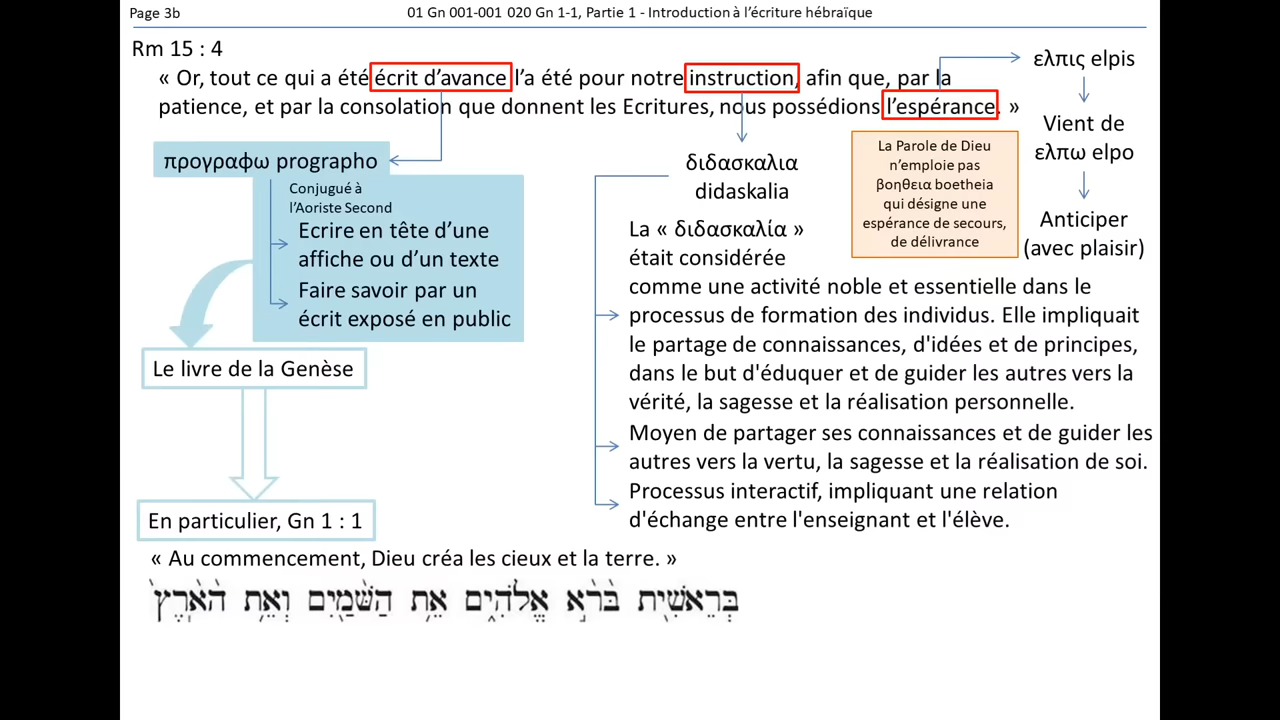 Page 3b
01 Gn 001-001 020 Gn 1-1, Partie 1 - Introduction à l’écriture hébraïque
Rm 15 : 4
« Or, tout ce qui a été écrit d’avance l’a été pour notre instruction, afin que, par la
patience, et par la consolation que donnent les Ecritures, nous possédions l’espérance. »
ελπις elpis
Vient de
ελπω elpo
Anticiper
(avec plaisir)
La Parole de Dieu
n’emploie pas
βοηθεια boetheia
qui désigne une
espérance de secours,
de délivrance
προγραφω prographo
Conjugué à
l’Aoriste Second
Ecrire en tête d’une
affiche ou d’un texte
Faire savoir par un
écrit exposé en public
Le livre de la Genèse
En particulier, Gn 1 : 1
διδασκαλια
didaskalia
La « διδασκαλία »
était considérée
comme une activité noble et essentielle dans le
processus de formation des individus. Elle impliquait
le partage de connaissances, d'idées et de principes,
dans le but d'éduquer et de guider les autres vers la
vérité, la sagesse et la réalisation personnelle.
Moyen de partager ses connaissances et de guider les
autres vers la vertu, la sagesse et la réalisation de soi.
Processus interactif, impliquant une relation
d'échange entre l'enseignant et l'élève.
« Au commencement, Dieu créa les cieux et la terre. »
בְּרֵאשִׁ֖ית בָּרָ֣א אֱלֹהִ֑ים אֵ֥ת הַשָּׁמַ֖יִם וְאֵ֥ת הָאָֽרֶץ